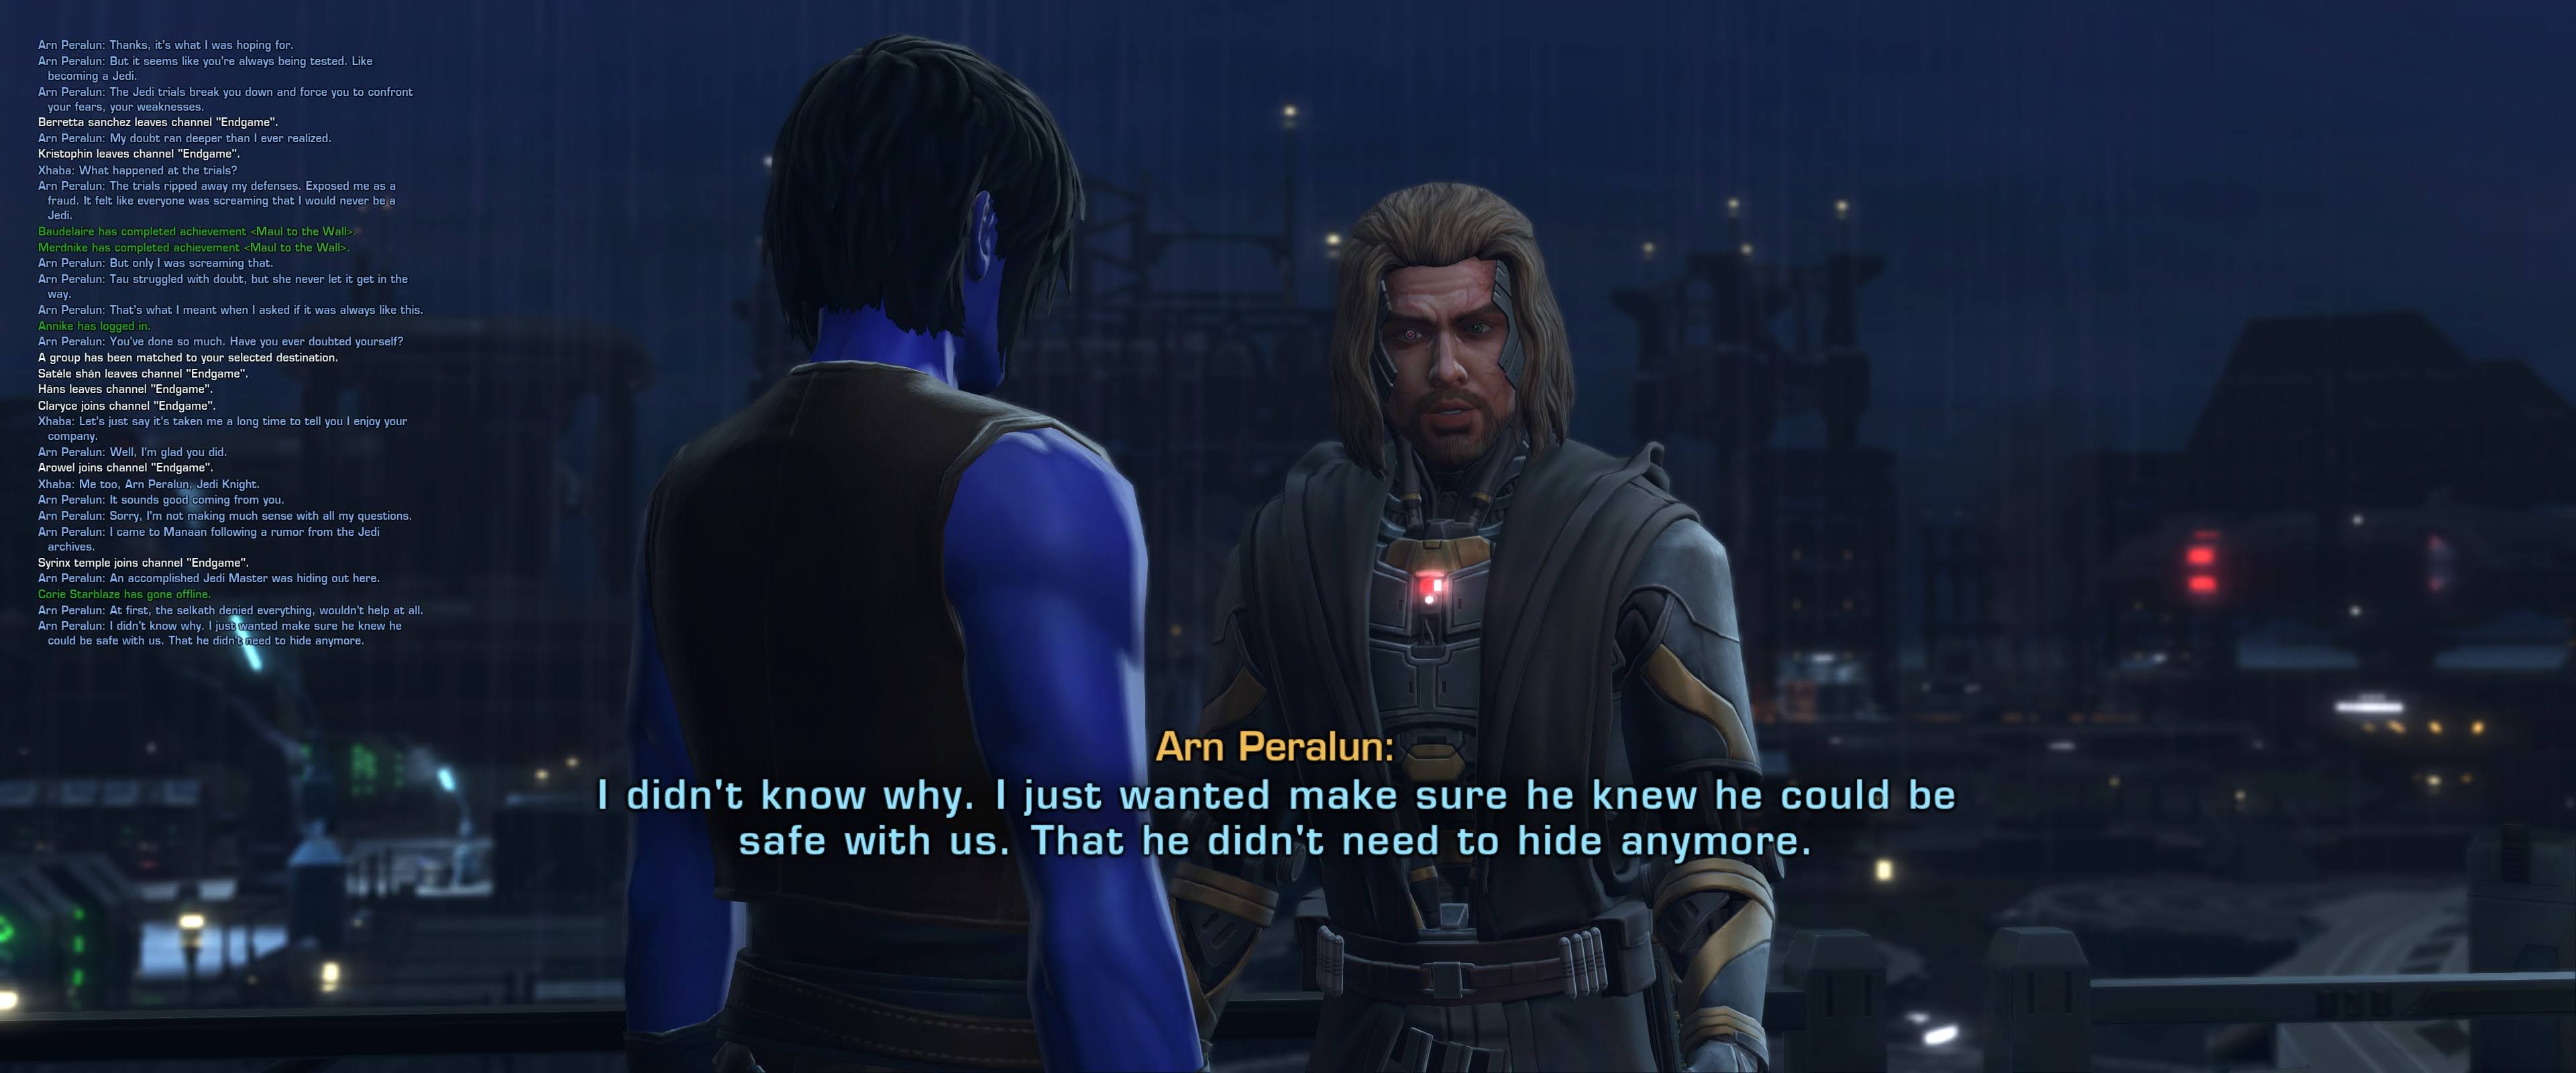 Arn Peralun: Thanks, it's what I was hoping for.
Arn Peralun: But it seems like you're always being tested. Like
becoming a Jedi.
Arn Peralun: The Jedi trials break you down and force you to confront
your fears, your weaknesses.
Berretta sanchez leaves channel "Endgame".
Arn Peralun: My doubt ran deeper than I ever realized.
Kristophin leaves channel "Endgame".
Xhaba: What happened at the trials?
Arn Peralun: The trials ripped away my defenses. Exposed me as a
fraud. It felt like everyone was screaming that I would never be a
Jedi.
Baudelaire has completed achievement <Maul to the Wall>.
Merdnike has completed achievement <Maul to the Wall>.
Arn Peralun: But only I was screaming that.
Arn Peralun: Tau struggled with doubt, but she never let it get in the
way.
Arn Peralun: That's what I meant when I asked if it was always like this.
Annike has logged in.
Arn Peralun: You've done so much. Have you ever doubted yourself?
A group has been matched to your selected destination.
Satéle shân leaves channel "Endgame".
Hâns leaves channel "Endgame".
Claryce joins channel "Endgame".
Xhaba: Let's just say it's taken me a long time to tell you I enjoy your
company.
Arn Peralun: Well, I'm glad you did.
Arowel joins channel "Endgame".
Xhaba: Me too, Arn Peralun, Jedi Knight.
Arn Peralun: It sounds good coming from you.
Arn Peralun: Sorry, I'm not making much sense with all my questions.
Arn Peralun: I came to Manaan following a rumor from the Jedi
archives.
Syrinx temple joins channel "Endgame".
Arn Peralun: An accomplished Jedi Master was hiding out here.
Corie Starblaze has gone offline.
Arn Peralun: At first, the selkath denied everything, wouldn't help at all.
Arn Peralun: I didn't know why. I just wanted make sure he knew he
could be safe with us. That he didn't need to hide anymore.
Arn Peralun:
I didn't know why. I just wanted make sure he knew he could be
safe with us. That he didn't need to hide anymore.